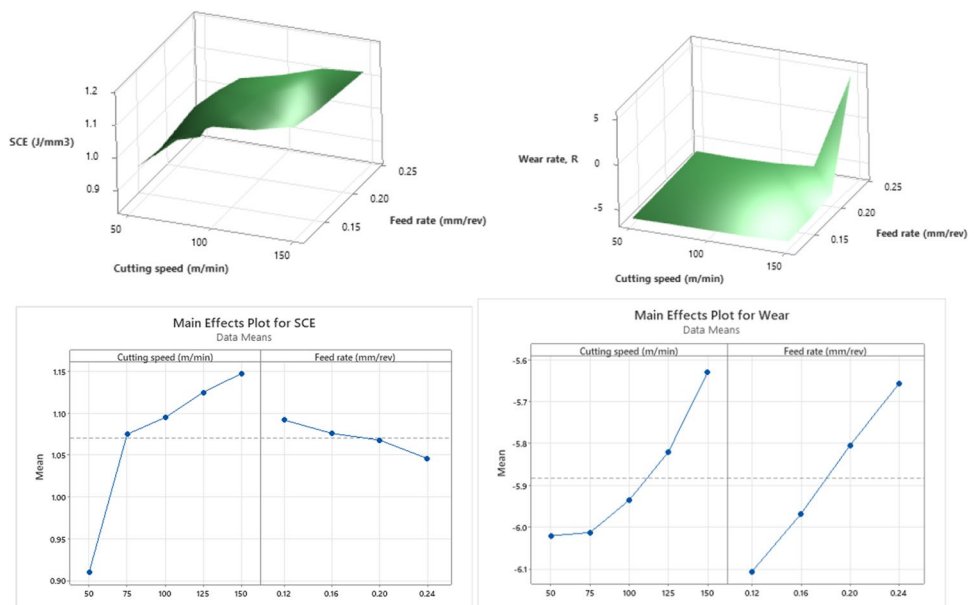 1.2
1.1
SCE (J/mm3)
1.0
0.9
50
100
150
0.15
0.20
0.25
Feed rate (mm/rev)
Cutting speed (m/min)
5
Wear rate, R
0
-5
50
100
150
0.15
0.20
0.25
Feed rate (mm/rev)
Cutting speed (m/min)
Main Effects Plot for SCE
Data Means
Cutting speed (m/min) Feed rate (mm/rev)
1.15
1.10
1.05
1.00
0.95
0.90
Mean
50 75 100 125 150 0.12 0.16 0.20 0.24
Main Effects Plot for Wear
Data Means
Cutting speed (m/min) Feed rate (mm/rev)
-5.6
-5.7
-5.8
-5.9
-6.0
-6.1
Mean
50 75 100 125 150 0.12 0.16 0.20 0.24